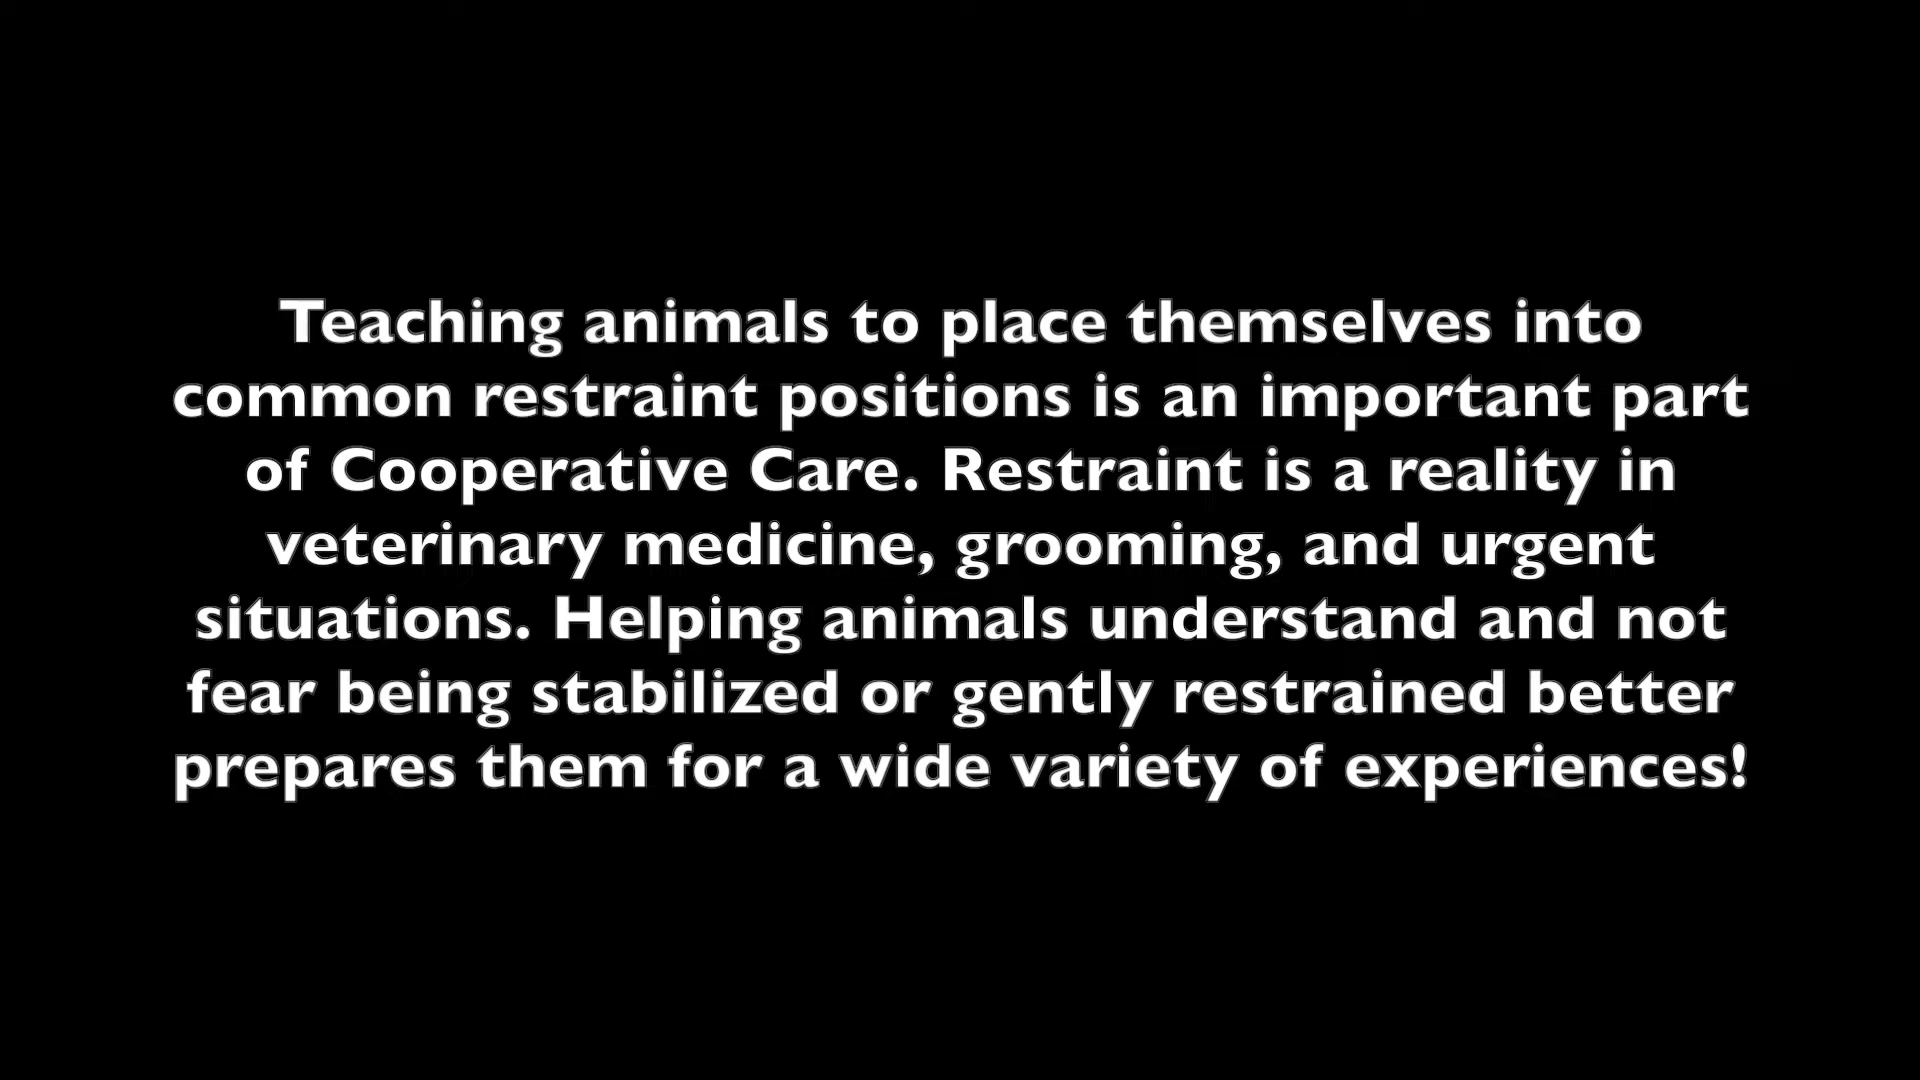 Teaching animals to place themselves into
common restraint positions is an important part
of Cooperative Care. Restraint is a reality in
veterinary medicine, grooming, and urgent
situations. Helping animals understand and not
fear being stabilized or gently restrained better
prepares them for a wide variety of experiences!